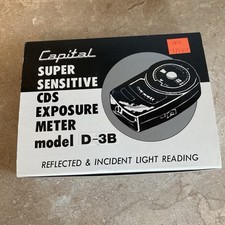 Capital
SUPER
SENSITIVE
CDS
EXPOSURE
METER
model D-3B
REFLECTED & INCIDENT LIGHT READING